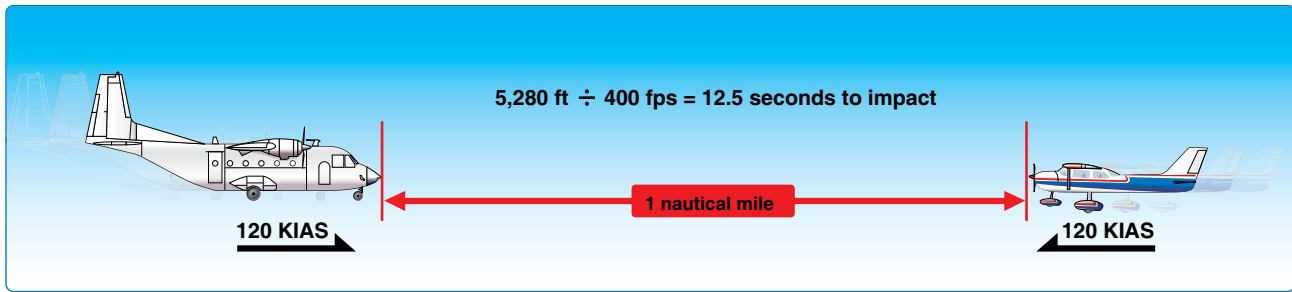 5,280 ft ÷ 400 fps = 12.5 seconds to impact
1 nautical mile
120 KIAS
120 KIAS